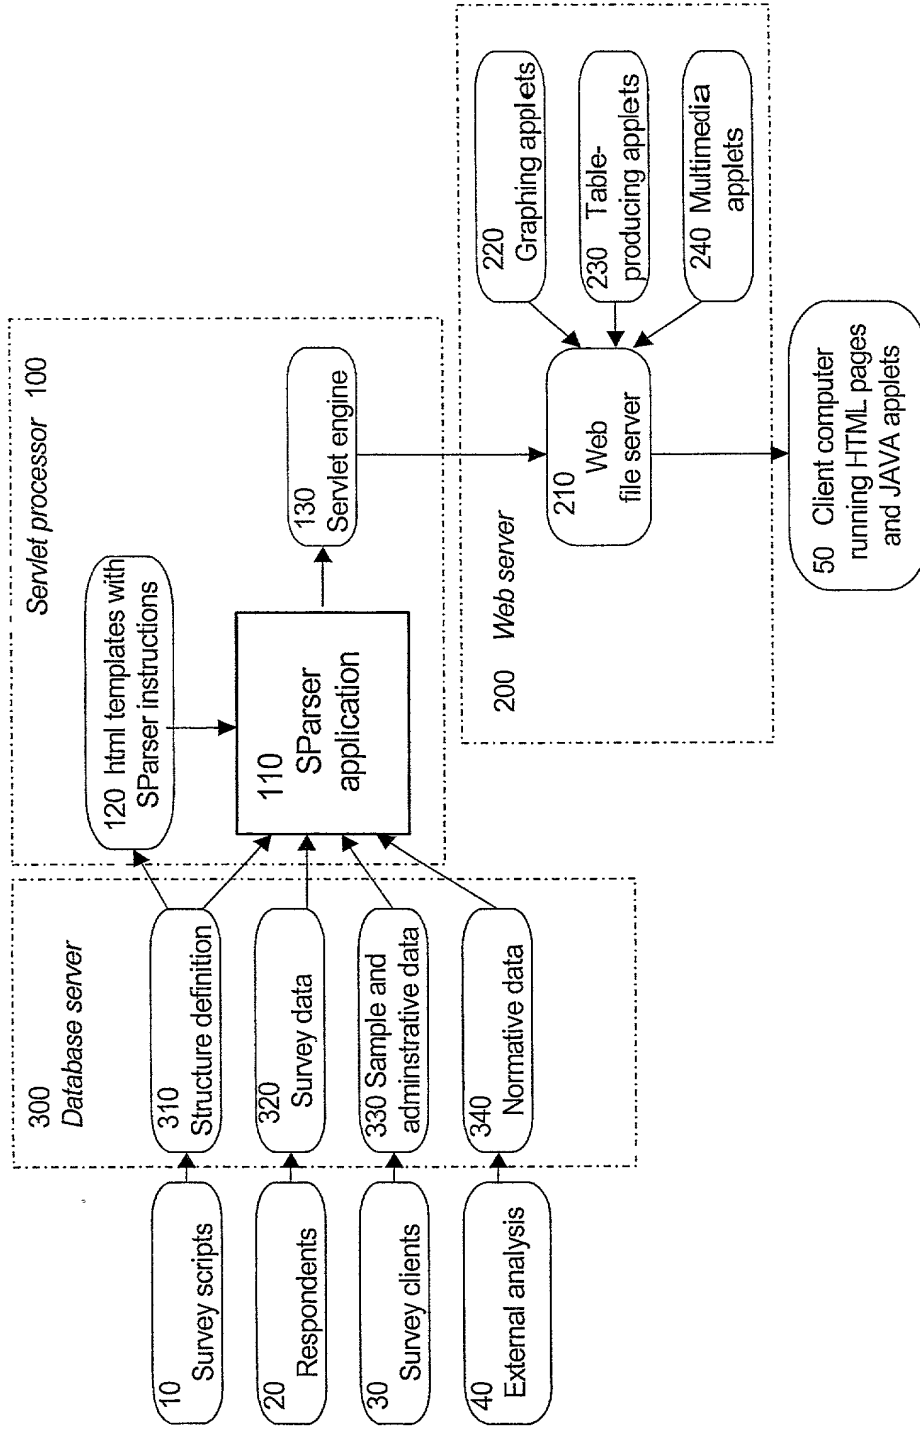 10
Survey scripts
20
Respondents
30
Survey clients
40
External analysis
300
Database server
310
Structure definition
320
Survey data
330 Sample and
adminstrative data
340
Normative data
Servlet processor 100
120 html templates with
SParser instructions
110
SParser
application
130
Servlet engine
200 Web server
210
Web
file server
220
Graphing applets
230 Table-
producing applets
240 Multimedia
applets
50 Client computer
running HTML pages
and JAVA applets